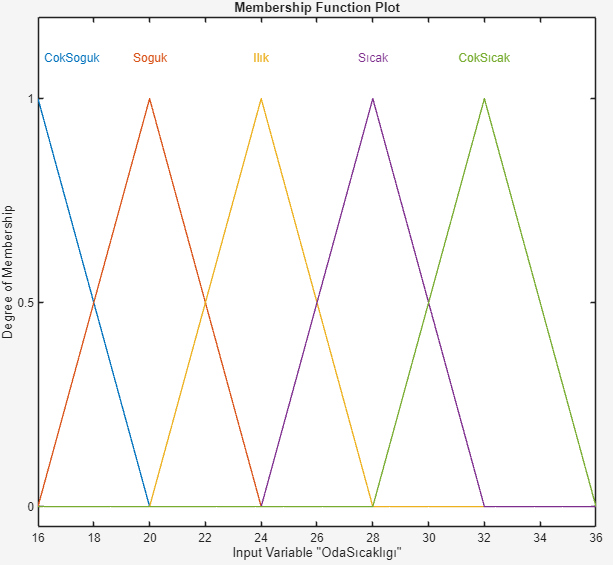 Membership Function Plot
CokSoguk Soguk Ilık Sıcak CokSıcak
1
0.5
0
Degree of Membership
16 18 20 22 24 26 28 30 32 34 36
Input Variable "OdaSıcaklıgı"